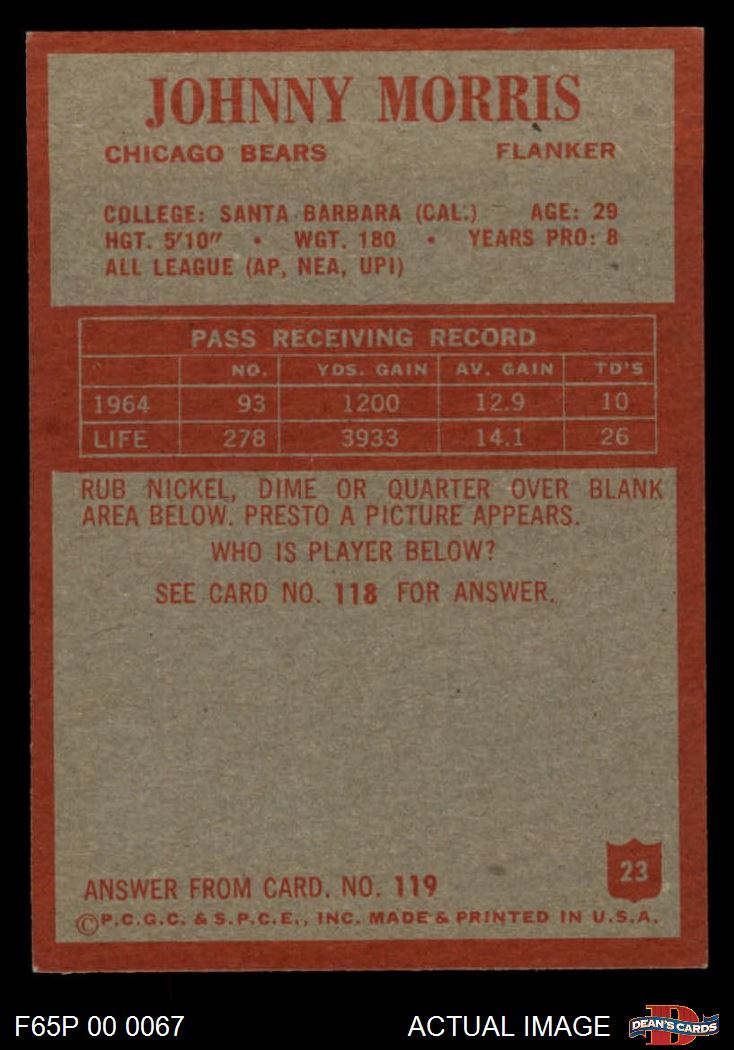 JOHNNY MORRIS
CHICAGO BEARS FLANKER
COLLEGE: SANTA BARBARA (CAL.) AGE: 29
HGT. 5'10" • WGT. 180 • YEARS PRO: 8
ALL LEAGUE (AP, NEA, UPI)
PASS RECEIVING RECORD
NO. YDS. GAIN AV. GAIN TD'S
1964 93 1200 12.9 10
LIFE 278 3933 14.1 26
RUB NICKEL, DIME OR QUARTER OVER BLANK
AREA BELOW. PRESTO A PICTURE APPEARS.
WHO IS PLAYER BELOW?
SEE CARD NO. 118 FOR ANSWER.
23
ANSWER FROM CARD. NO. 119
©P.C.G.C. & S.P.C.E., INC. MADE & PRINTED IN U.S.A.
F65P 00 0067 ACTUAL IMAGE D DEAN'S CARDS